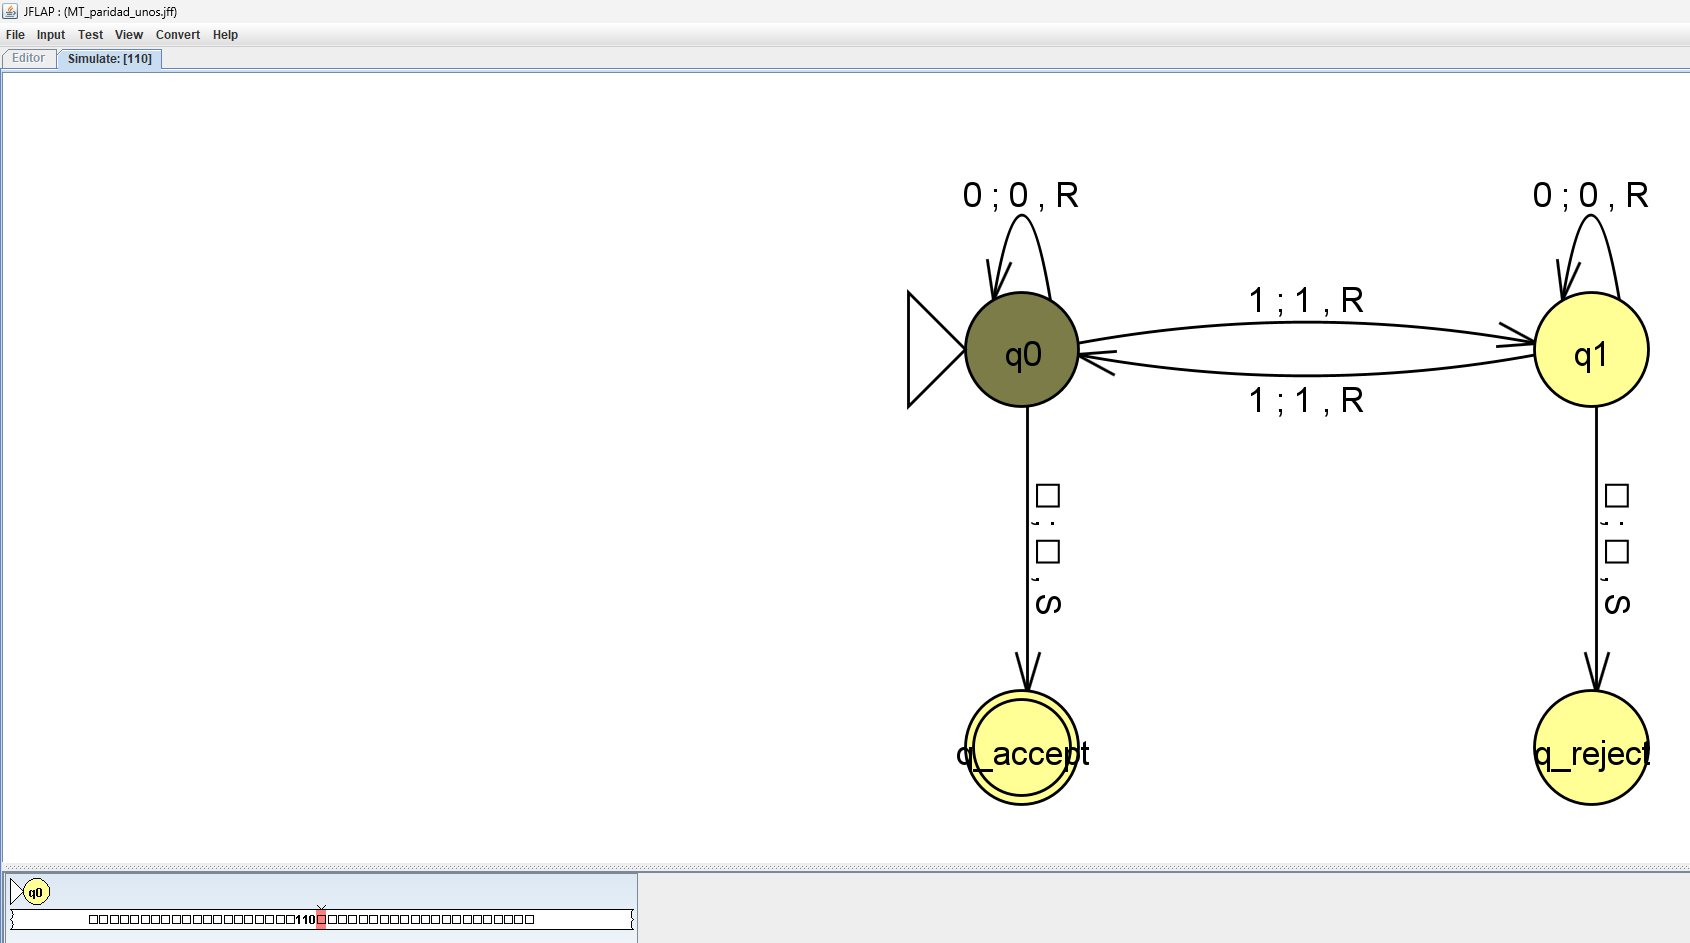 JFLAP : (MT_paridad_unos.jff)
File Input Test View Convert Help
Editor Simulate: [110]
0 ; 0 , R 0 ; 0 , R
1 ; 1 , R
q0 q1
1 ; 1 , R
□ ; □ , S □ ; □ , S
q_accept q_reject
q0
□□□□□□□□□□□□□□□□□□□□110□□□□□□□□□□□□□□□□□□□□□